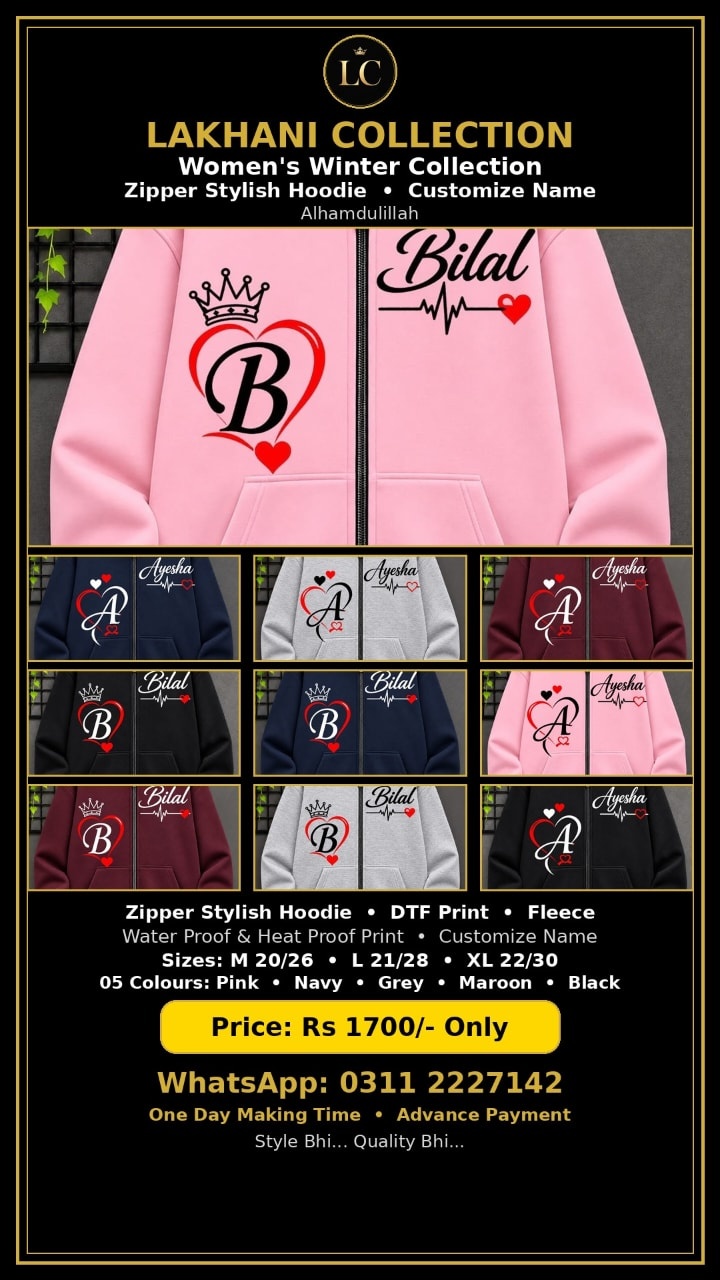 LC
LAKHANI COLLECTION
Women's Winter Collection
Zipper Stylish Hoodie • Customize Name
Alhamdulillah
Bilal
B
Ayesha
A
Ayesha
A
Ayesha
A
Bilal
B
Bilal
B
Ayesha
A
Bilal
B
Bilal
B
Ayesha
A
Zipper Stylish Hoodie • DTF Print • Fleece
Water Proof & Heat Proof Print • Customize Name
Sizes: M 20/26 • L 21/28 • XL 22/30
05 Colours: Pink • Navy • Grey • Maroon • Black
Price: Rs 1700/- Only
WhatsApp: 0311 2227142
One Day Making Time • Advance Payment
Style Bhi... Quality Bhi...